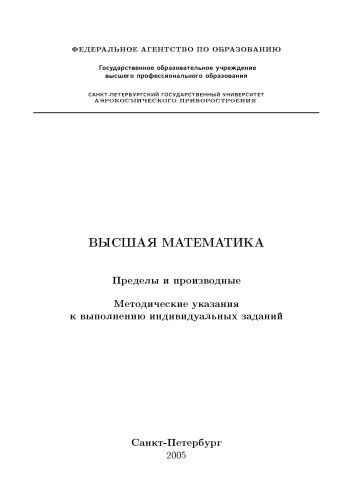 ФЕДЕРАЛЬНОЕ АГЕНТСТВО ПО ОБРАЗОВАНИЮ
Государственное образовательное учреждение
высшего профессионального образования
САНКТ-ПЕТЕРБУРГСКИЙ ГОСУДАРСТВЕННЫЙ УНИВЕРСИТЕТ
АЭРОКОСМИЧЕСКОГО ПРИБОРОСТРОЕНИЯ
ВЫСШАЯ МАТЕМАТИКА
Пределы и производные
Методические указания
к выполнению индивидуальных заданий
Санкт-Петербург
2005